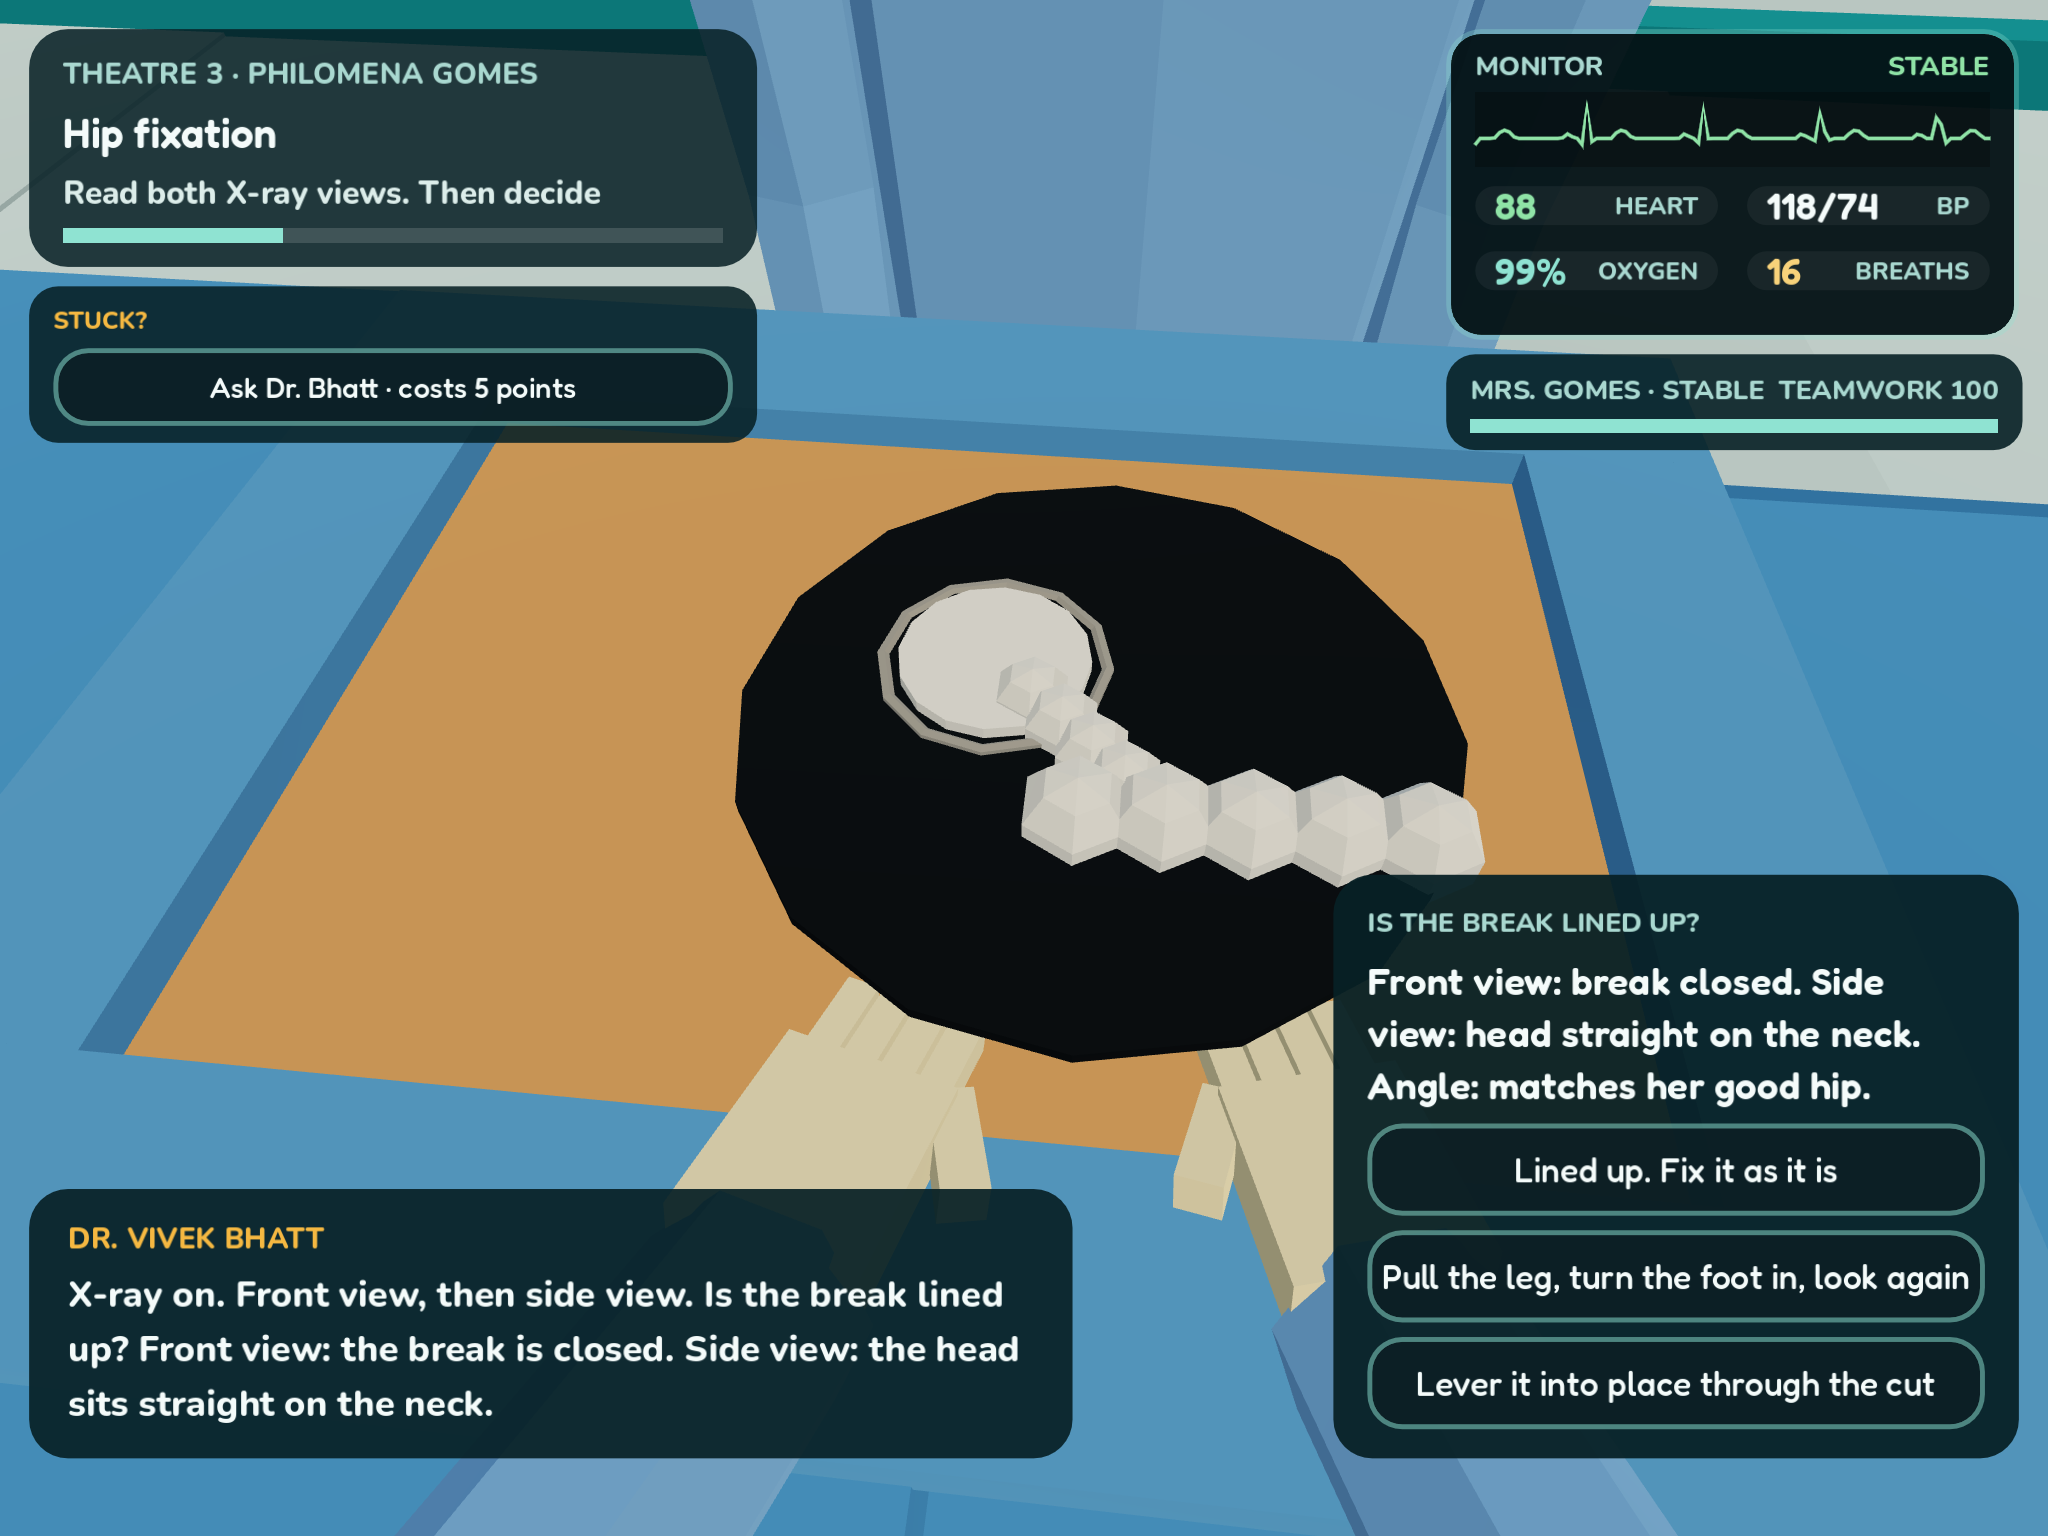 THEATRE 3 · PHILOMENA GOMES
Hip fixation
Read both X-ray views. Then decide
STUCK?
Ask Dr. Bhatt · costs 5 points
MONITOR STABLE
88 HEART 118/74 BP
99% OXYGEN 16 BREATHS
MRS. GOMES · STABLE TEAMWORK 100
IS THE BREAK LINED UP?
Front view: break closed. Side
view: head straight on the neck.
Angle: matches her good hip.
Lined up. Fix it as it is
Pull the leg, turn the foot in, look again
Lever it into place through the cut
DR. VIVEK BHATT
X-ray on. Front view, then side view. Is the break lined
up? Front view: the break is closed. Side view: the head
sits straight on the neck.